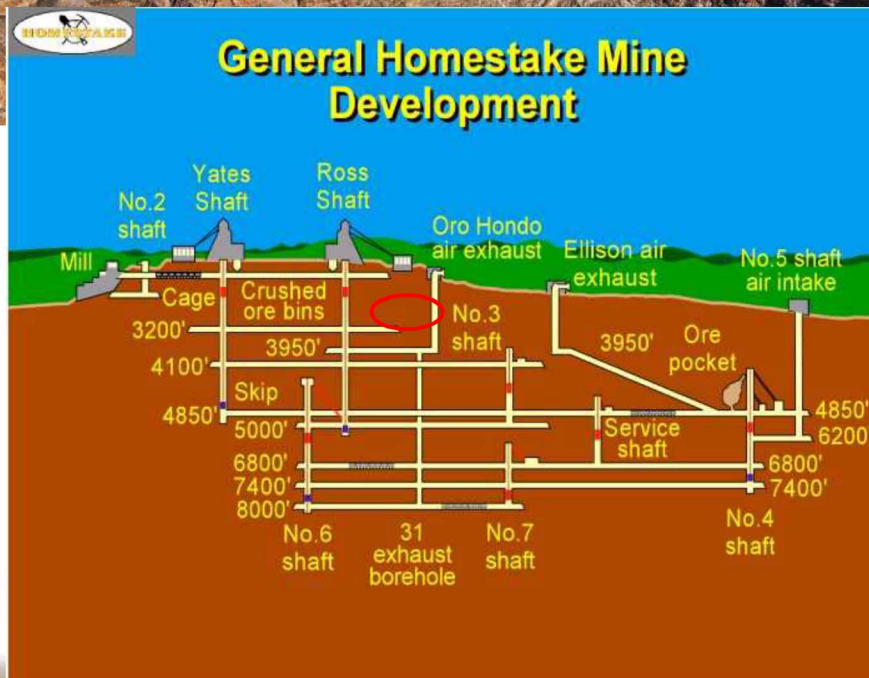 HOMESTAKE
General Homestake Mine
Development
Yates
Shaft
Ross
Shaft
No.2
shaft
Oro Hondo
air exhaust
Ellison air
exhaust
No.5 shaft
air intake
Mill
Cage
Crushed
ore bins
No.3
shaft
3200'
3950'
3950'
Ore
pocket
4100'
Skip
4850'
4850'
5000'
Service
shaft
6200'
6800'
6800'
7400'
7400'
8000'
No.6
shaft
31
exhaust
borehole
No.7
shaft
No.4
shaft